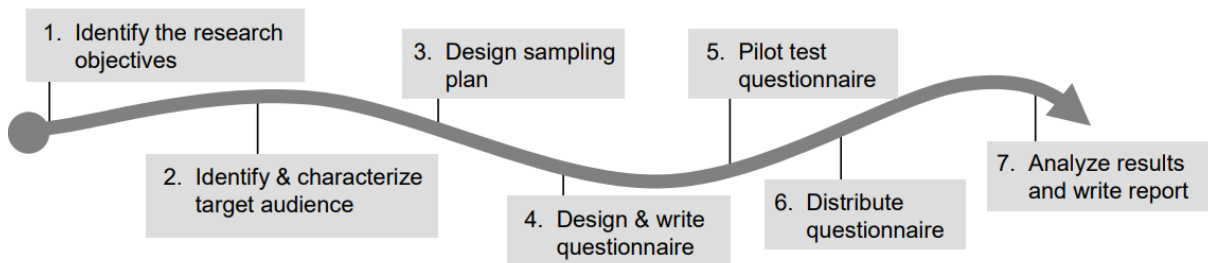 1. Identify the research
objectives
2. Identify & characterize
target audience
3. Design sampling
plan
4. Design & write
questionnaire
5. Pilot test
questionnaire
6. Distribute
questionnaire
7. Analyze results
and write report